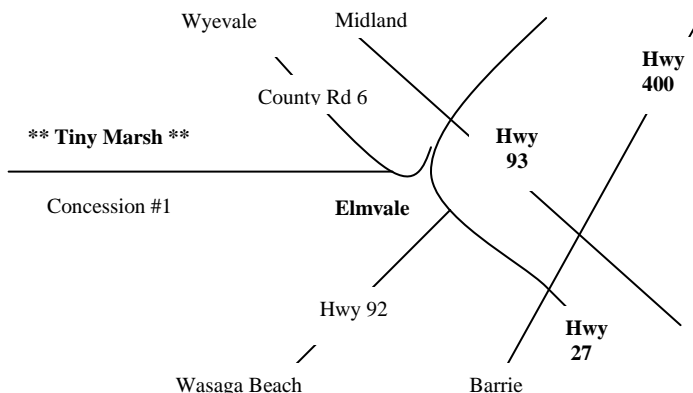 Wyevale
Midland
Hwy
400
County Rd 6
** Tiny Marsh **
Hwy
93
Concession #1
Elmvale
Hwy 92
Hwy
27
Wasaga Beach
Barrie